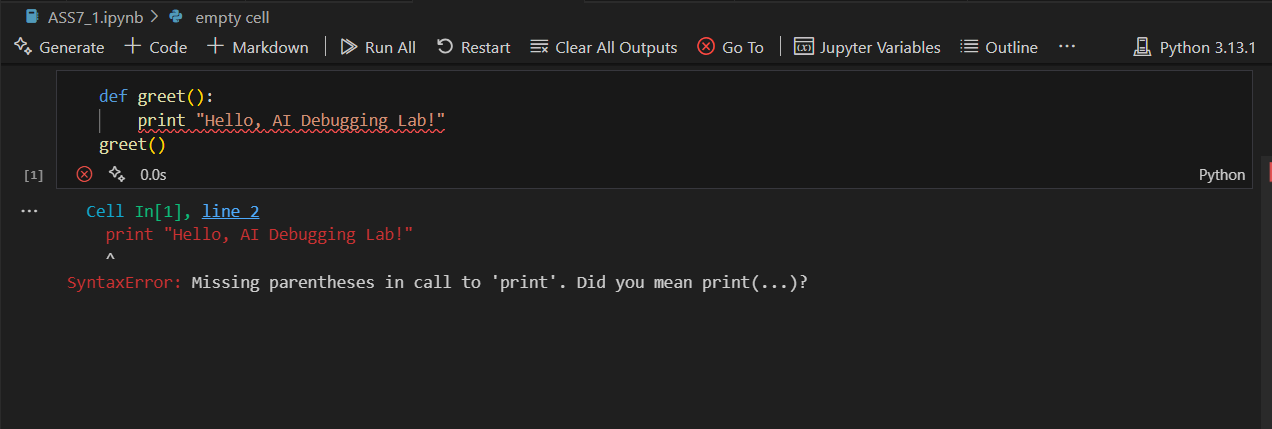 ASS7_1.ipynb > empty cell
Generate + Code + Markdown | Run All Restart Clear All Outputs Go To | Jupyter Variables Outline ... Python 3.13.1
def greet():
print "Hello, AI Debugging Lab!"
greet()
[1] 0.0s Python
... Cell In[1], line 2
print "Hello, AI Debugging Lab!"
^
SyntaxError: Missing parentheses in call to 'print'. Did you mean print(...)?